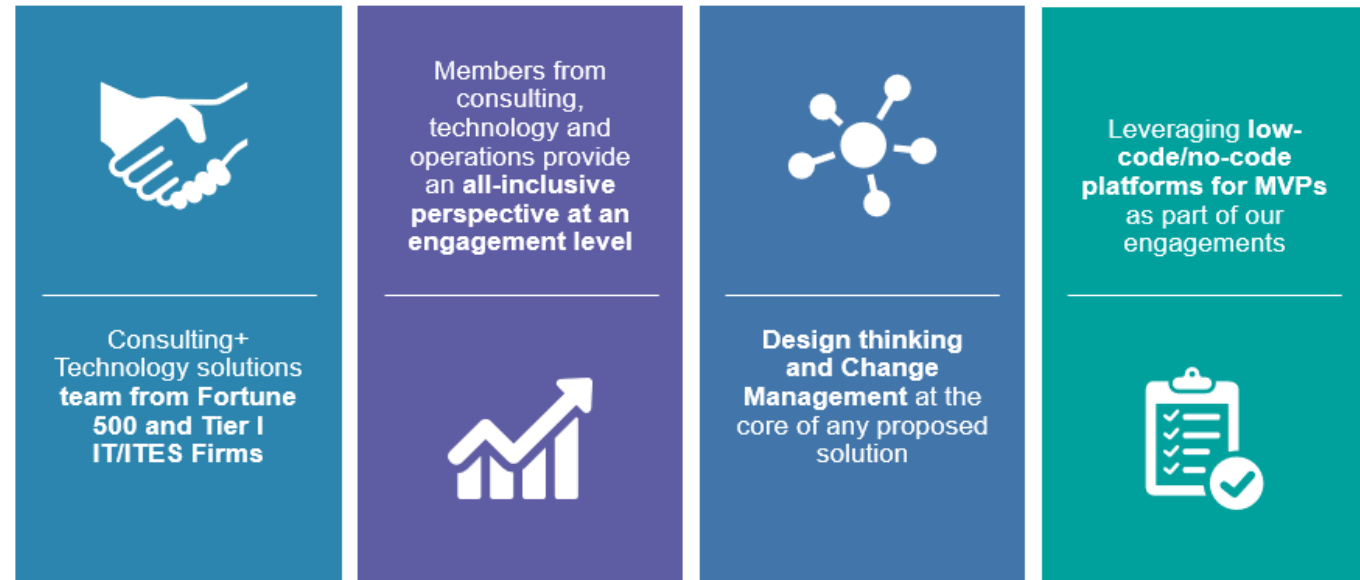 Consulting+
Technology solutions
team from Fortune
500 and Tier I
IT/ITES Firms
Members from
consulting,
technology and
operations provide
an all-inclusive
perspective at an
engagement level
Design thinking
and Change
Management at the
core of any proposed
solution
Leveraging low-
code/no-code
platforms for MVPs
as part of our
engagements